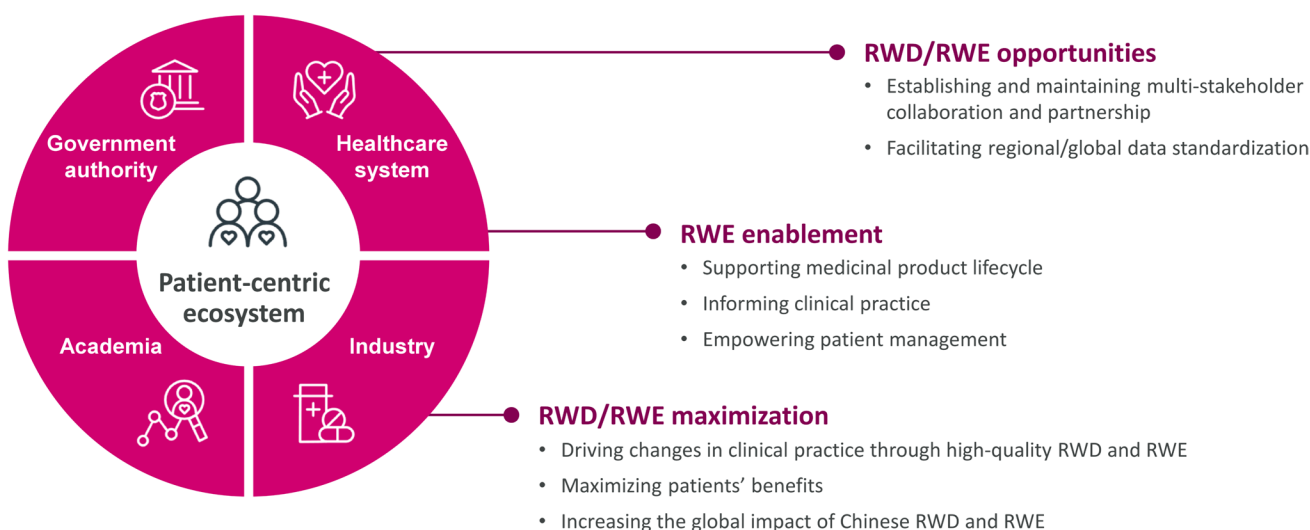 Government
authority
Healthcare
system
Patient-centric
ecosystem
Academia
Industry
RWD/RWE opportunities
• Establishing and maintaining multi-stakeholder
collaboration and partnership
• Facilitating regional/global data standardization
RWE enablement
• Supporting medicinal product lifecycle
• Informing clinical practice
• Empowering patient management
RWD/RWE maximization
• Driving changes in clinical practice through high-quality RWD and RWE
• Maximizing patients’ benefits
• Increasing the global impact of Chinese RWD and RWE